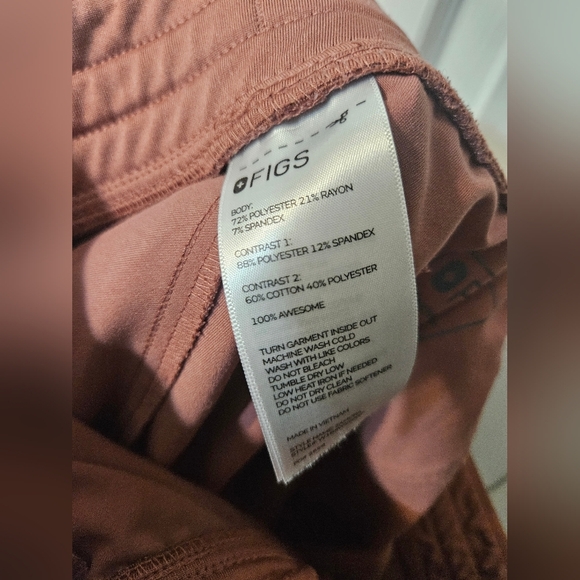 FIGS
BODY:
72% POLYESTER 21% RAYON
7% SPANDEX
CONTRAST 1:
88% POLYESTER 12% SPANDEX
CONTRAST 2:
60% COTTON 40% POLYESTER
100% AWESOME
TURN GARMENT INSIDE OUT
MACHINE WASH COLD
WASH WITH LIKE COLORS
DO NOT BLEACH
TUMBLE DRY LOW
LOW HEAT IRON IF NEEDED
DO NOT DRY CLEAN
DO NOT USE FABRIC SOFTENER
MADE IN VIETNAM